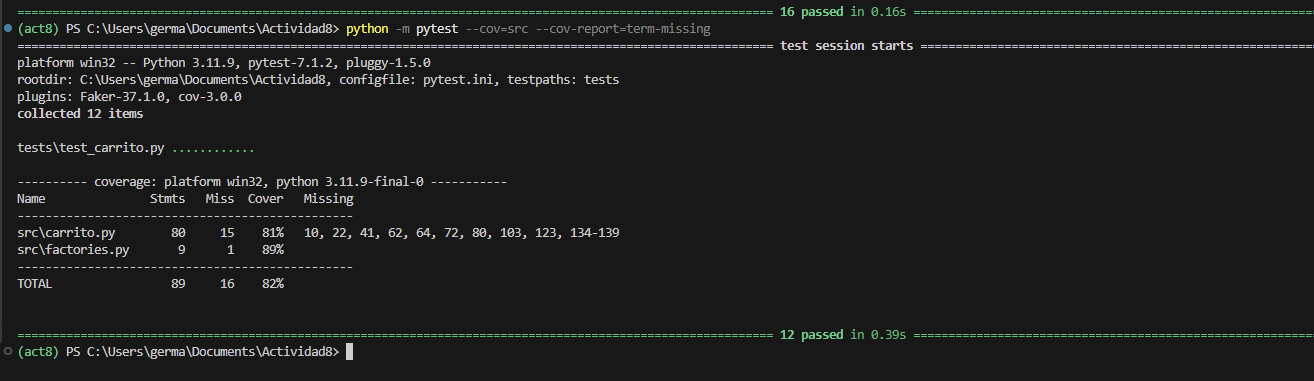 ============================ 16 passed in 0.16s ============================
(act8) PS C:\Users\germa\Documents\Actividad8> python -m pytest --cov=src --cov-report=term-missing
============================ test session starts ============================
platform win32 -- Python 3.11.9, pytest-7.1.2, pluggy-1.5.0
rootdir: C:\Users\germa\Documents\Actividad8, configfile: pytest.ini, testpaths: tests
plugins: Faker-37.1.0, cov-3.0.0
collected 12 items
tests\test_carrito.py ............
---------- coverage: platform win32, python 3.11.9-final-0 -----------
Name                Stmts   Miss  Cover   Missing
------------------------------------------------
src\carrito.py         80     15    81%   10, 22, 41, 62, 64, 72, 80, 103, 123, 134-139
src\factories.py        9      1    89%
------------------------------------------------
TOTAL                  89     16    82%
============================ 12 passed in 0.39s ============================
(act8) PS C:\Users\germa\Documents\Actividad8>